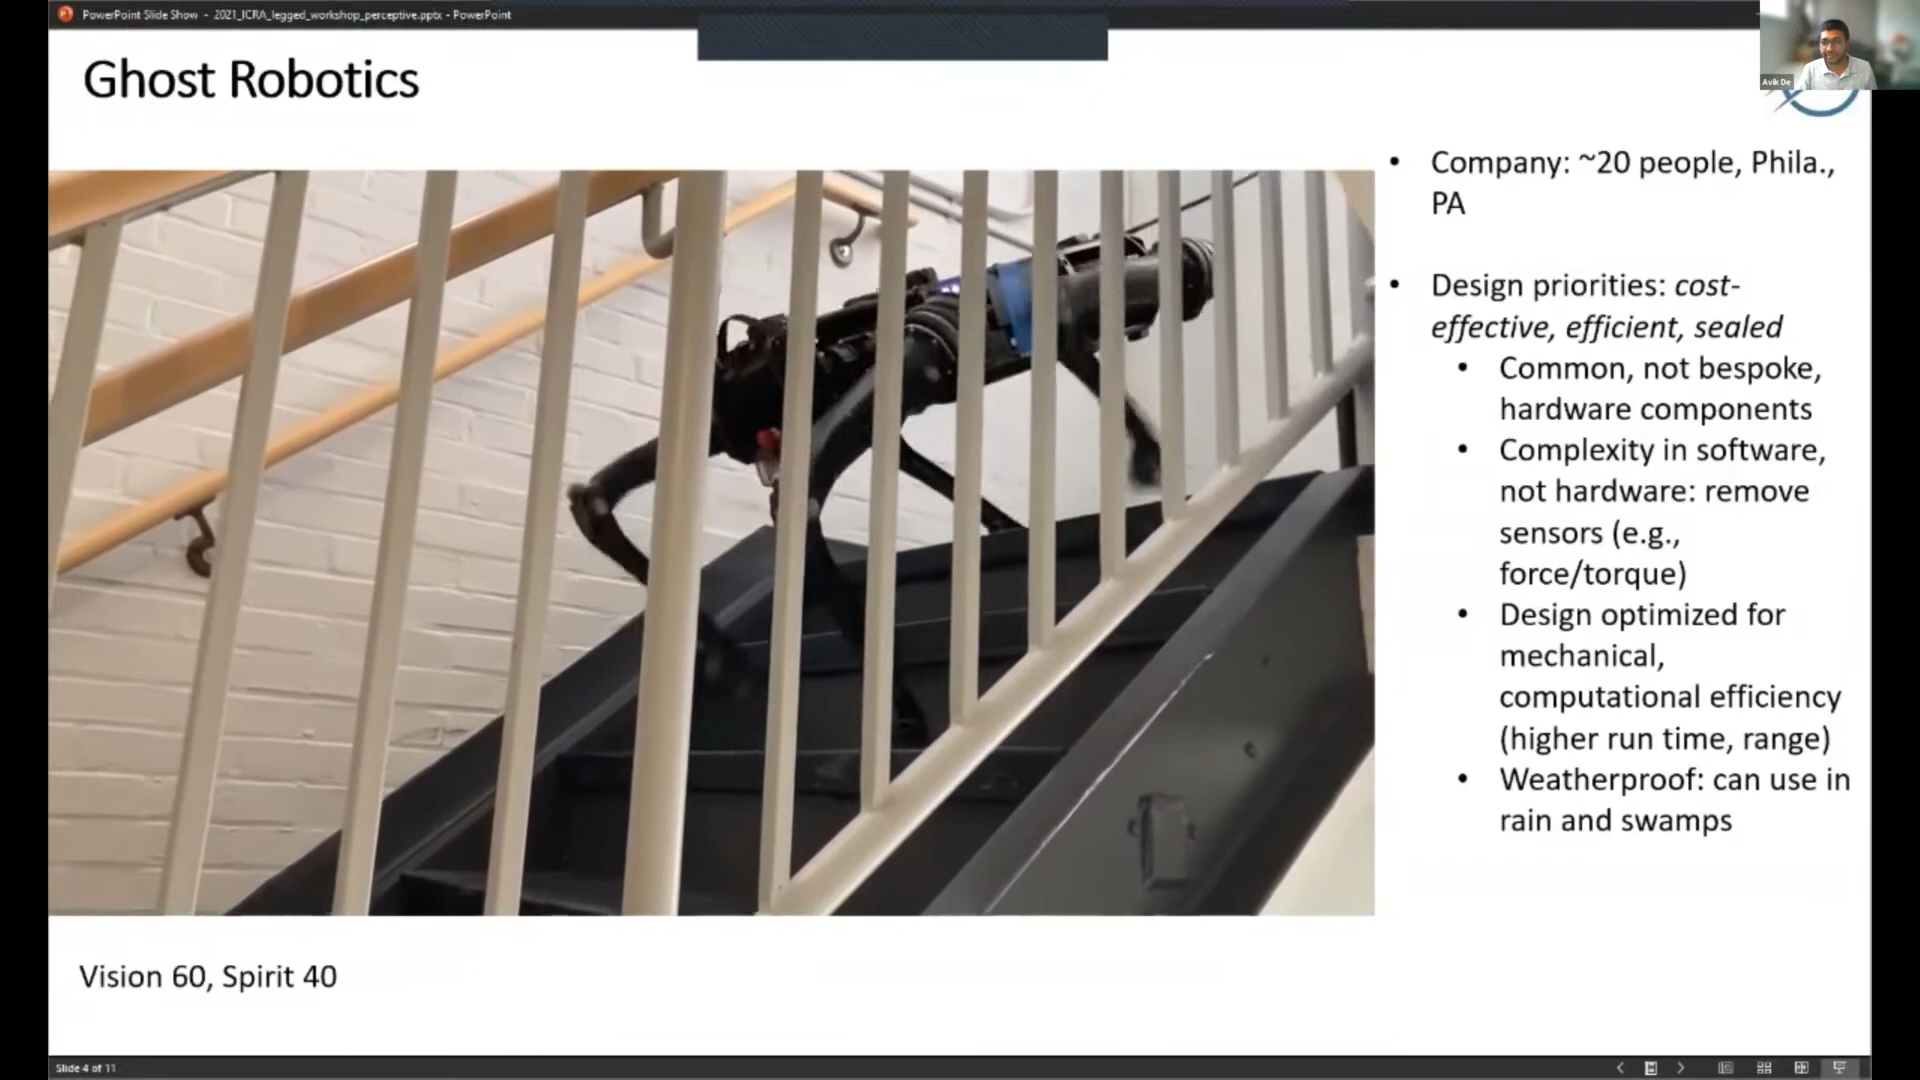 PowerPoint Slide Show - 2021_ICRA_legged_workshop_perceptive.pptx - PowerPoint
Avik De
Ghost Robotics
• Company: ~20 people, Phila.,
PA
• Design priorities: cost-
effective, efficient, sealed
• Common, not bespoke,
hardware components
• Complexity in software,
not hardware: remove
sensors (e.g.,
force/torque)
• Design optimized for
mechanical,
computational efficiency
(higher run time, range)
• Weatherproof: can use in
rain and swamps
Vision 60, Spirit 40
Slide 4 of 11